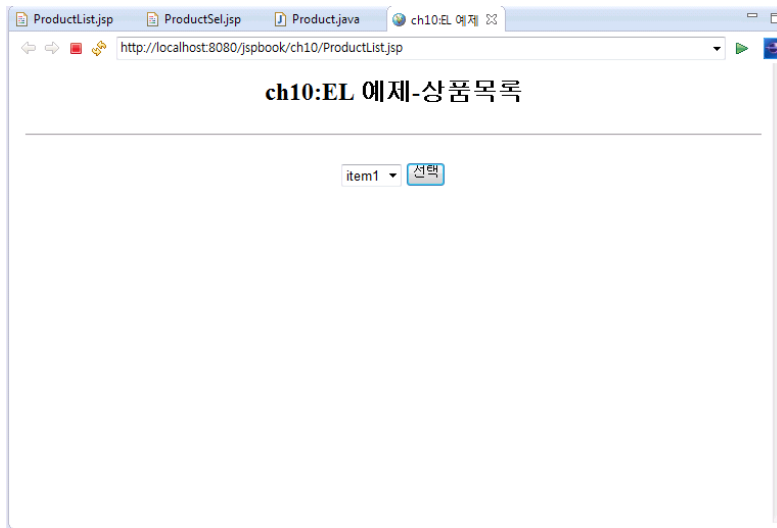 ProductList.jsp ProductSel.jsp Product.java ch10:EL 예제
http://localhost:8080/jspbook/ch10/ProductList.jsp
ch10:EL 예제-상품목록
item1 선택